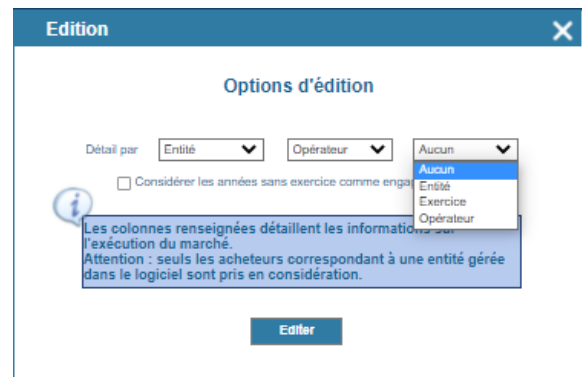 Edition
Options d'édition
Détail par Entité Opérateur Aucun
Aucun
Entité
Exercice
Opérateur
Considérer les années sans exercice comme
Les colonnes renseignées détaillent les informations sur
l'exécution du marché.
Attention : seuls les acheteurs correspondant à une entité gérée
dans le logiciel sont pris en considération.
Editer